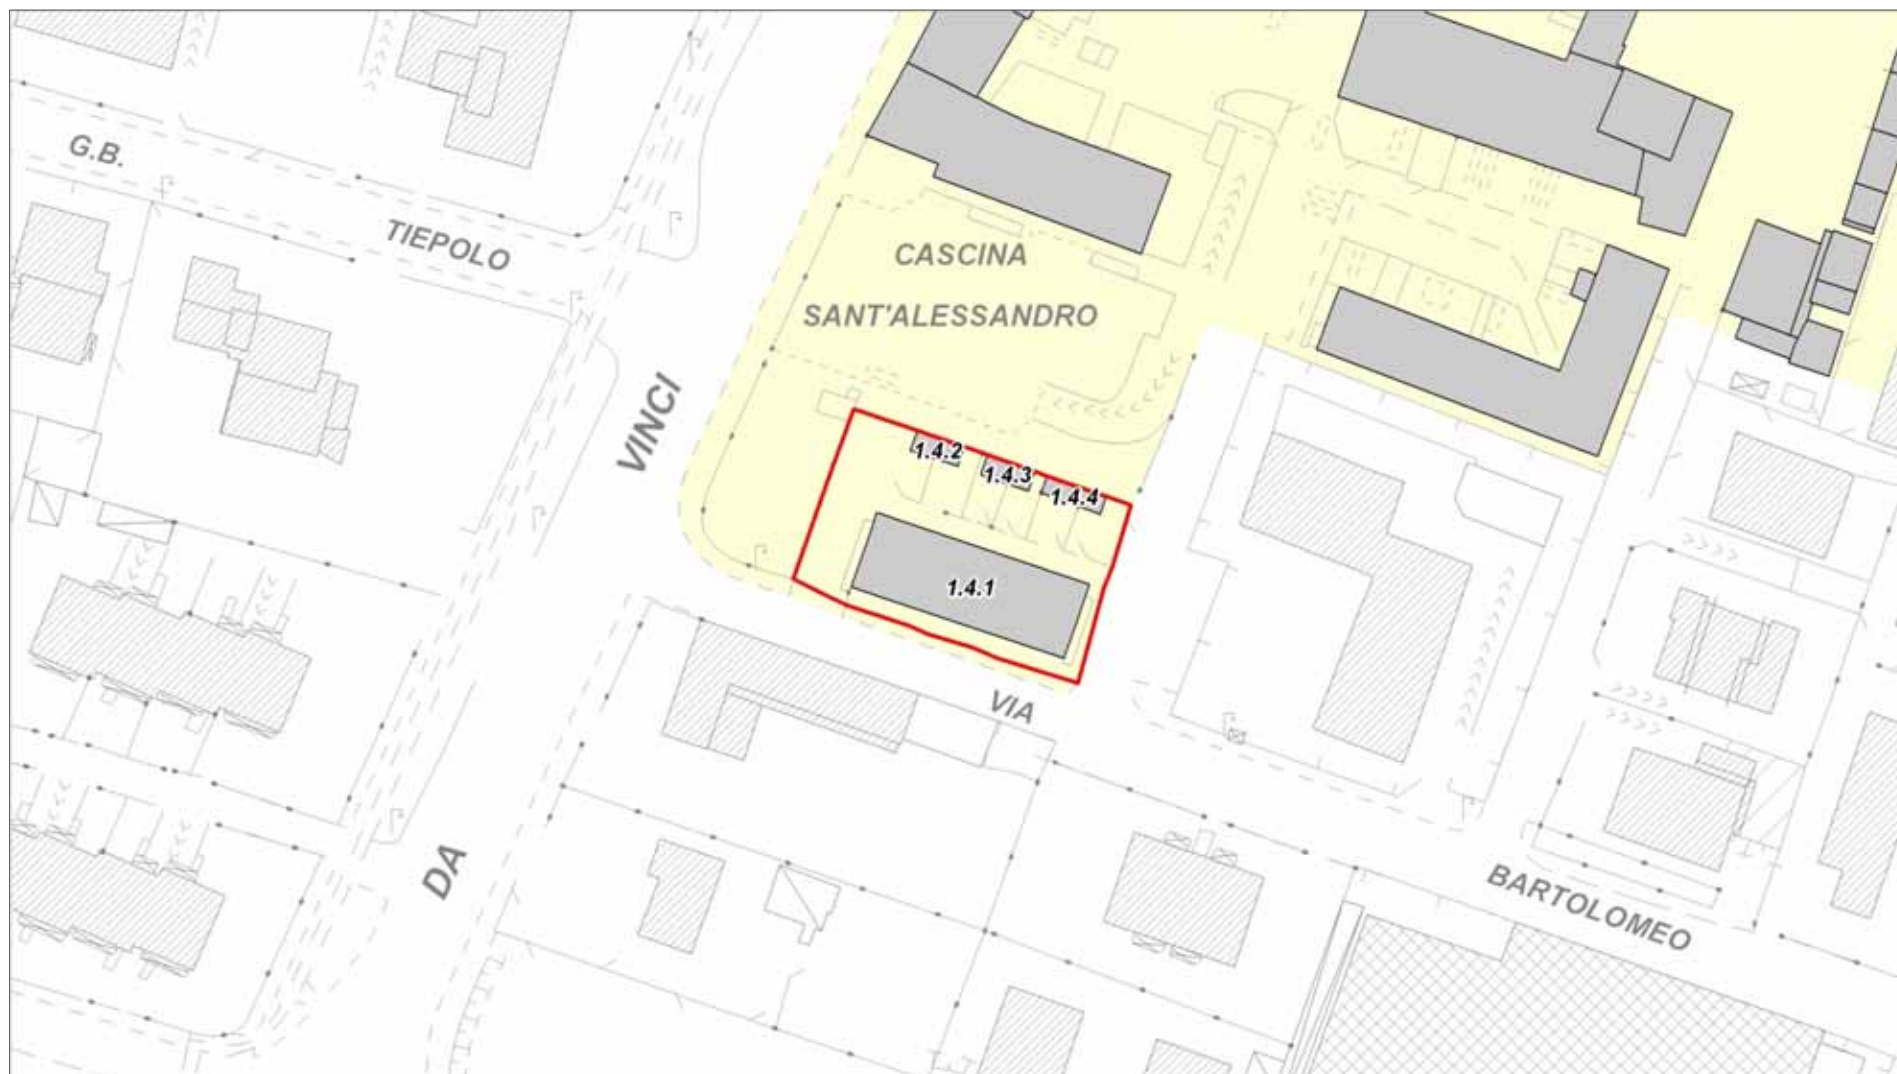 G.B.
TIEPOLO
CASCINA
SANT'ALESSANDRO
VINCI
1.4.2
1.4.3
1.4.4
1.4.1
VIA
DA
BARTOLOMEO